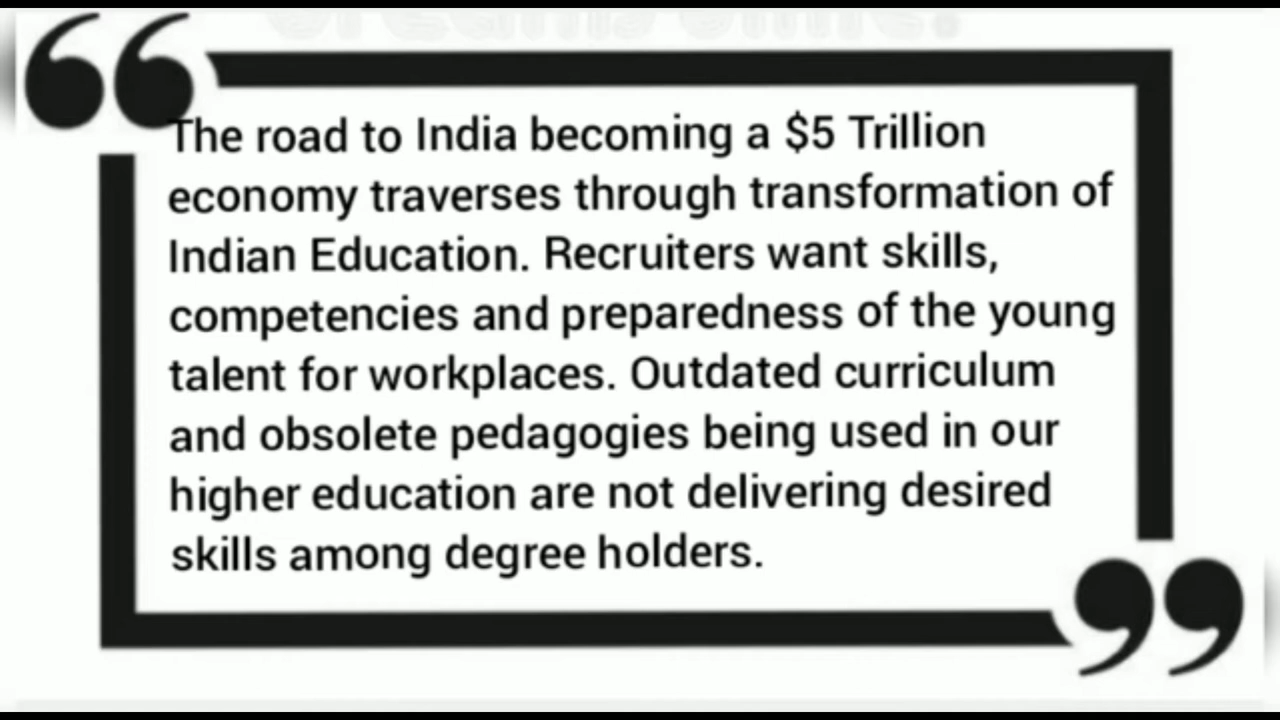 The road to India becoming a $5 Trillion
economy traverses through transformation of
Indian Education. Recruiters want skills,
competencies and preparedness of the young
talent for workplaces. Outdated curriculum
and obsolete pedagogies being used in our
higher education are not delivering desired
skills among degree holders.